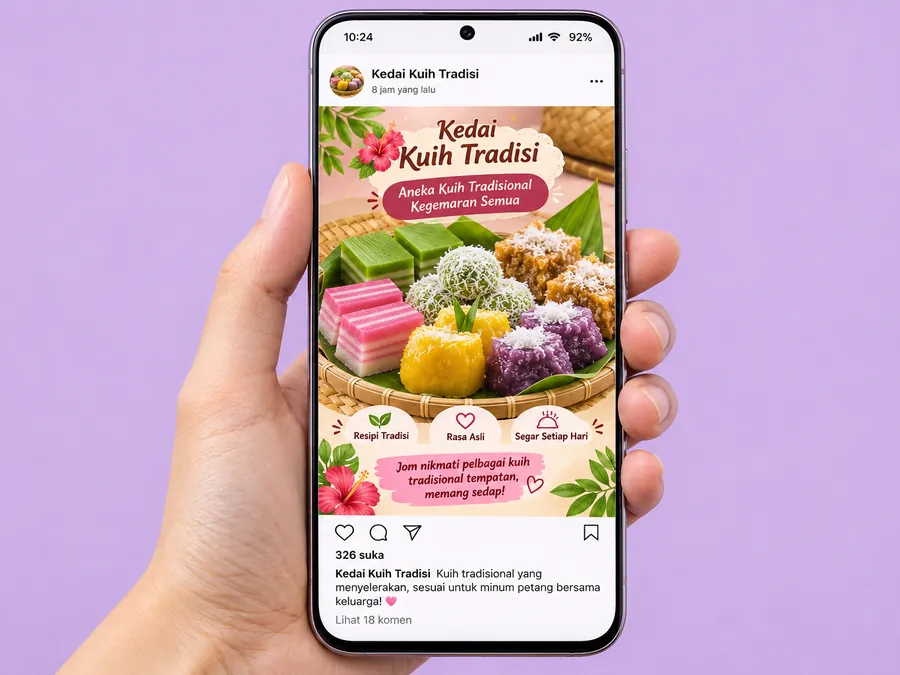 10:24
92%
Kedai Kuih Tradisi
8 jam yang lalu
Kedai
Kuih Tradisi
Aneka Kuih Tradisional
Kegemaran Semua
Resipi Tradisi
Rasa Asli
Segar Setiap Hari
Jom nikmati pelbagai kuih
tradisional tempatan,
memang sedap!
326 suka
Kedai Kuih Tradisi Kuih tradisional yang
menyelerakan, sesuai untuk minum petang bersama
keluarga! 💗
Lihat 18 komen